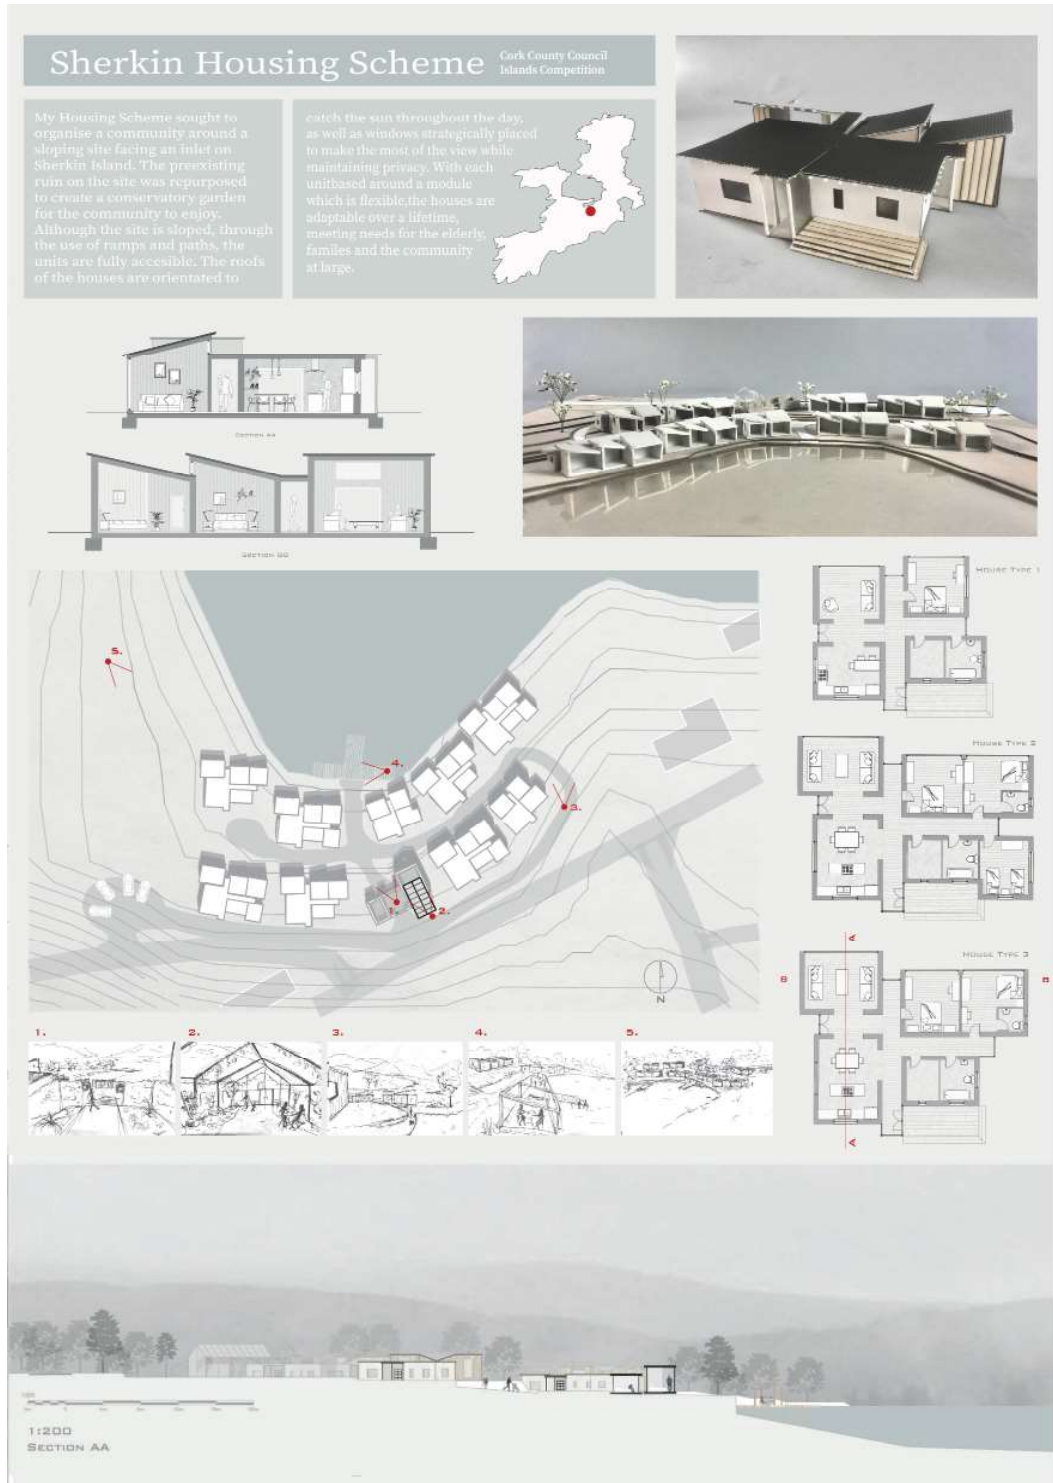 Sherkin Housing Scheme
Cork County Council
Islands Competition
My Housing Scheme sought to
organise a community around a
sloping site facing an inlet on
Sherkin Island. The preexisting
ruin on the site was repurposed
to create a conservatory garden
for the community to enjoy.
Although the site is sloped, through
the use of ramps and paths, the
units are fully accesible. The roofs
of the houses are orientated to
catch the sun throughout the day,
as well as windows strategically placed
to make the most of the view while
maintaining privacy. With each
unitbased around a module
which is flexible,the houses are
adaptable over a lifetime,
meeting needs for the elderly,
familes and the community
at large.
Section AA
Section BB
House Type 1
House Type 2
House Type 3
A
B
B
A
5.
4.
3.
1.
2.
N
1.
2.
3.
4.
5.
1:200
Section AA